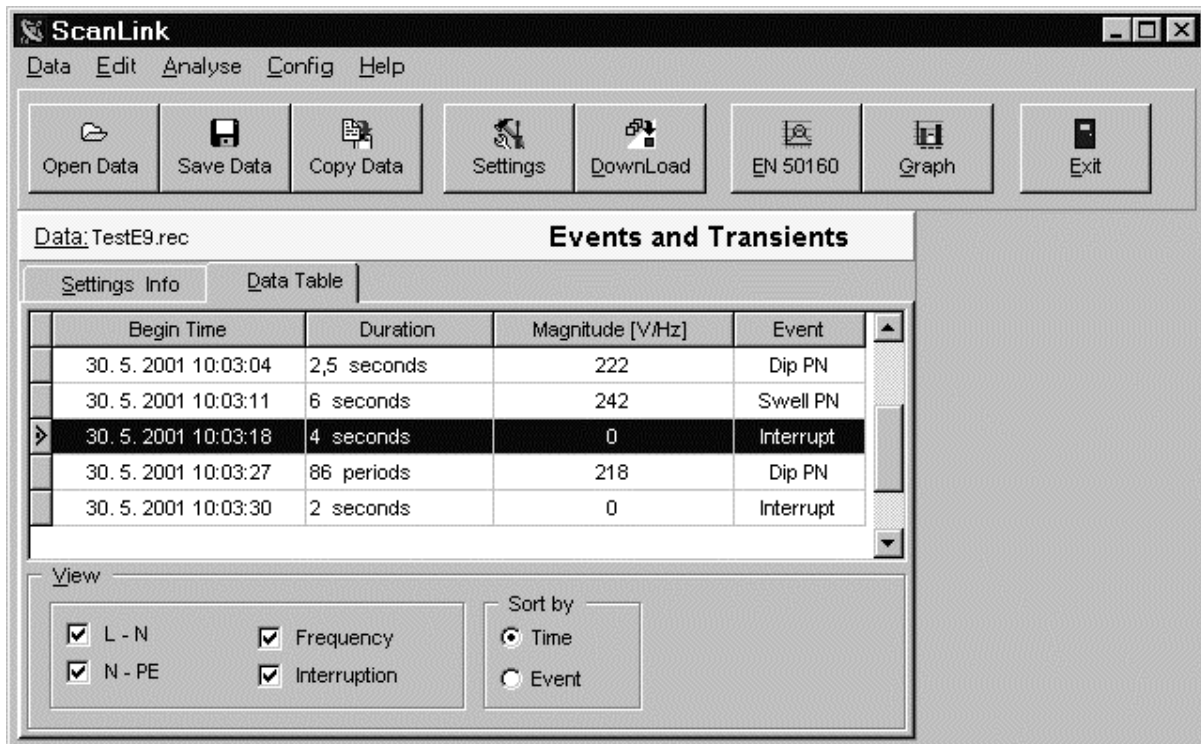 ScanLink
Data Edit Analyse Config Help
Open Data Save Data Copy Data Settings DownLoad EN 50160 Graph Exit
Data: TestE9.rec Events and Transients
Settings Info Data Table
Begin Time Duration Magnitude [V/Hz] Event
30. 5. 2001 10:03:04 2,5 seconds 222 Dip PN
30. 5. 2001 10:03:11 6 seconds 242 Swell PN
30. 5. 2001 10:03:18 4 seconds 0 Interrupt
30. 5. 2001 10:03:27 86 periods 218 Dip PN
30. 5. 2001 10:03:30 2 seconds 0 Interrupt
View
Sort by
L - N Frequency Time
N - PE Interruption Event